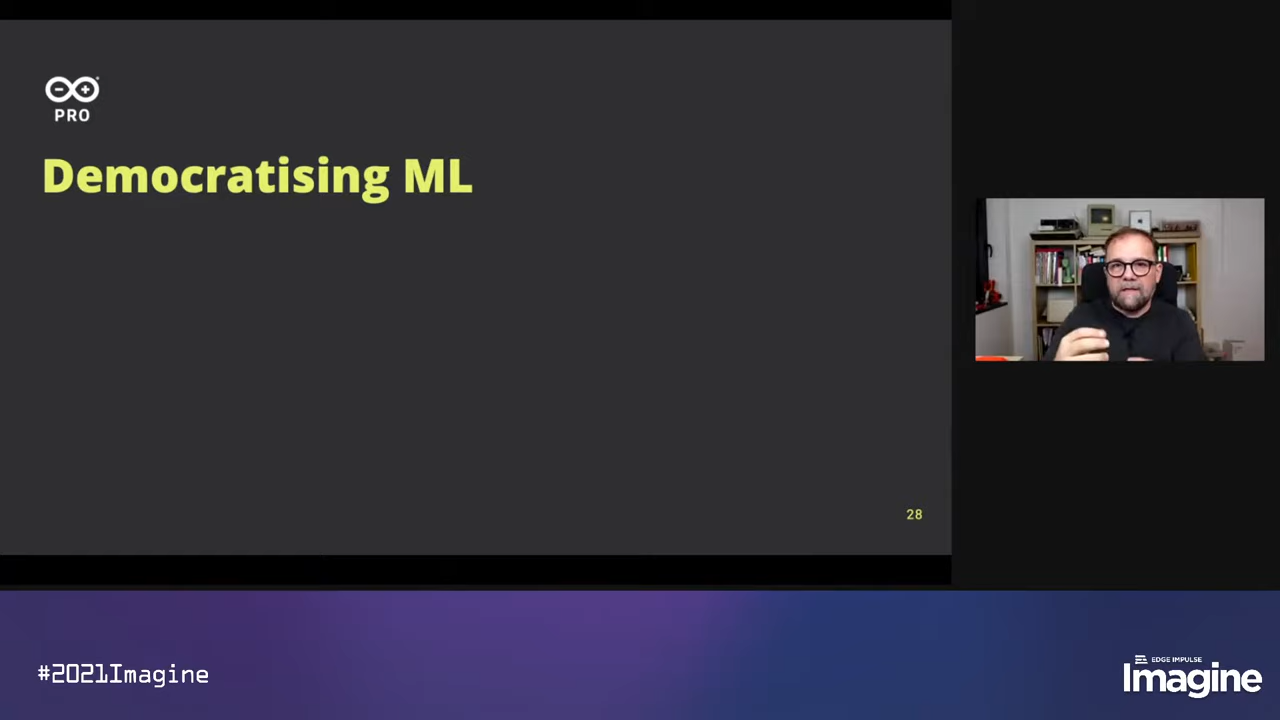 PRO
Democratising ML
28
#2021Imagine
EDGE IMPULSE
Imagine